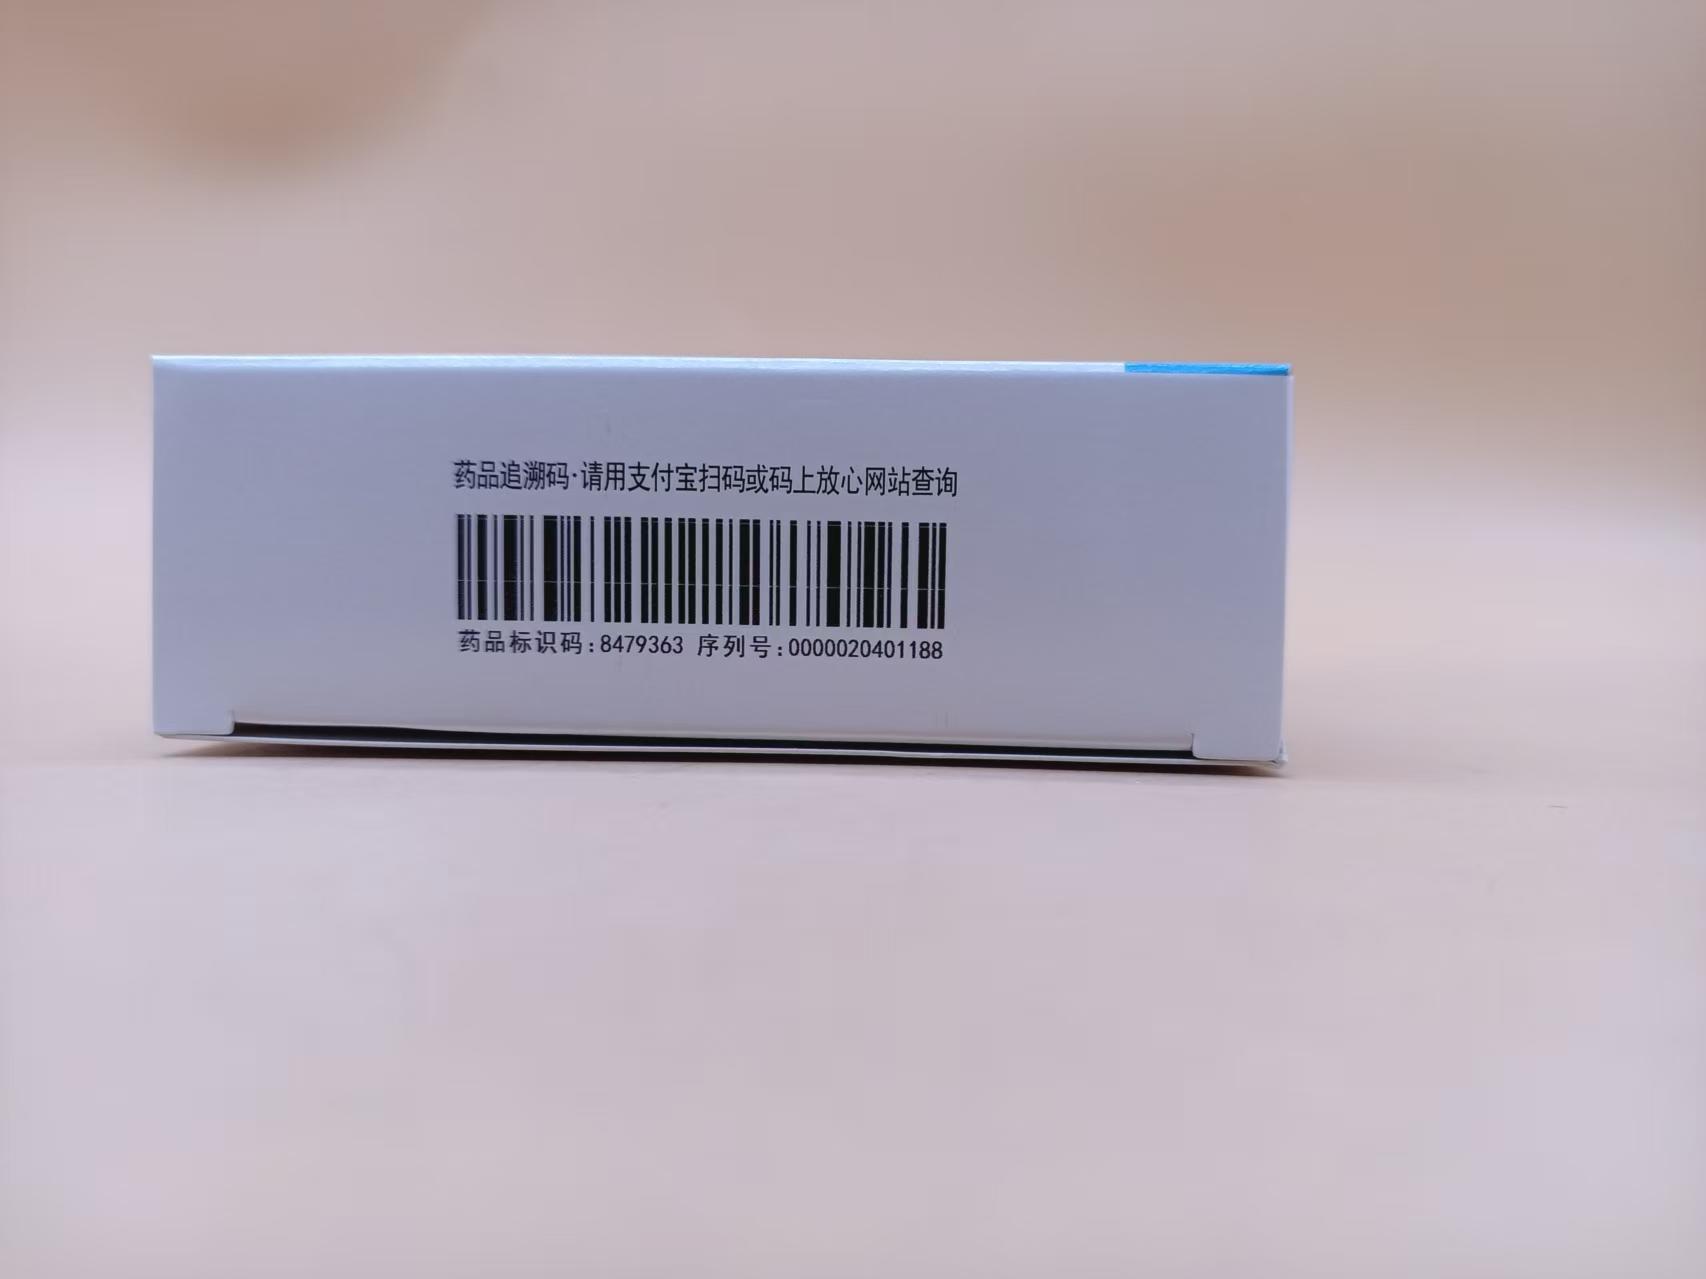 药品追溯码·请用支付宝扫码或码上放心网站查询
药品标识码:8479363 序列号:0000020401188